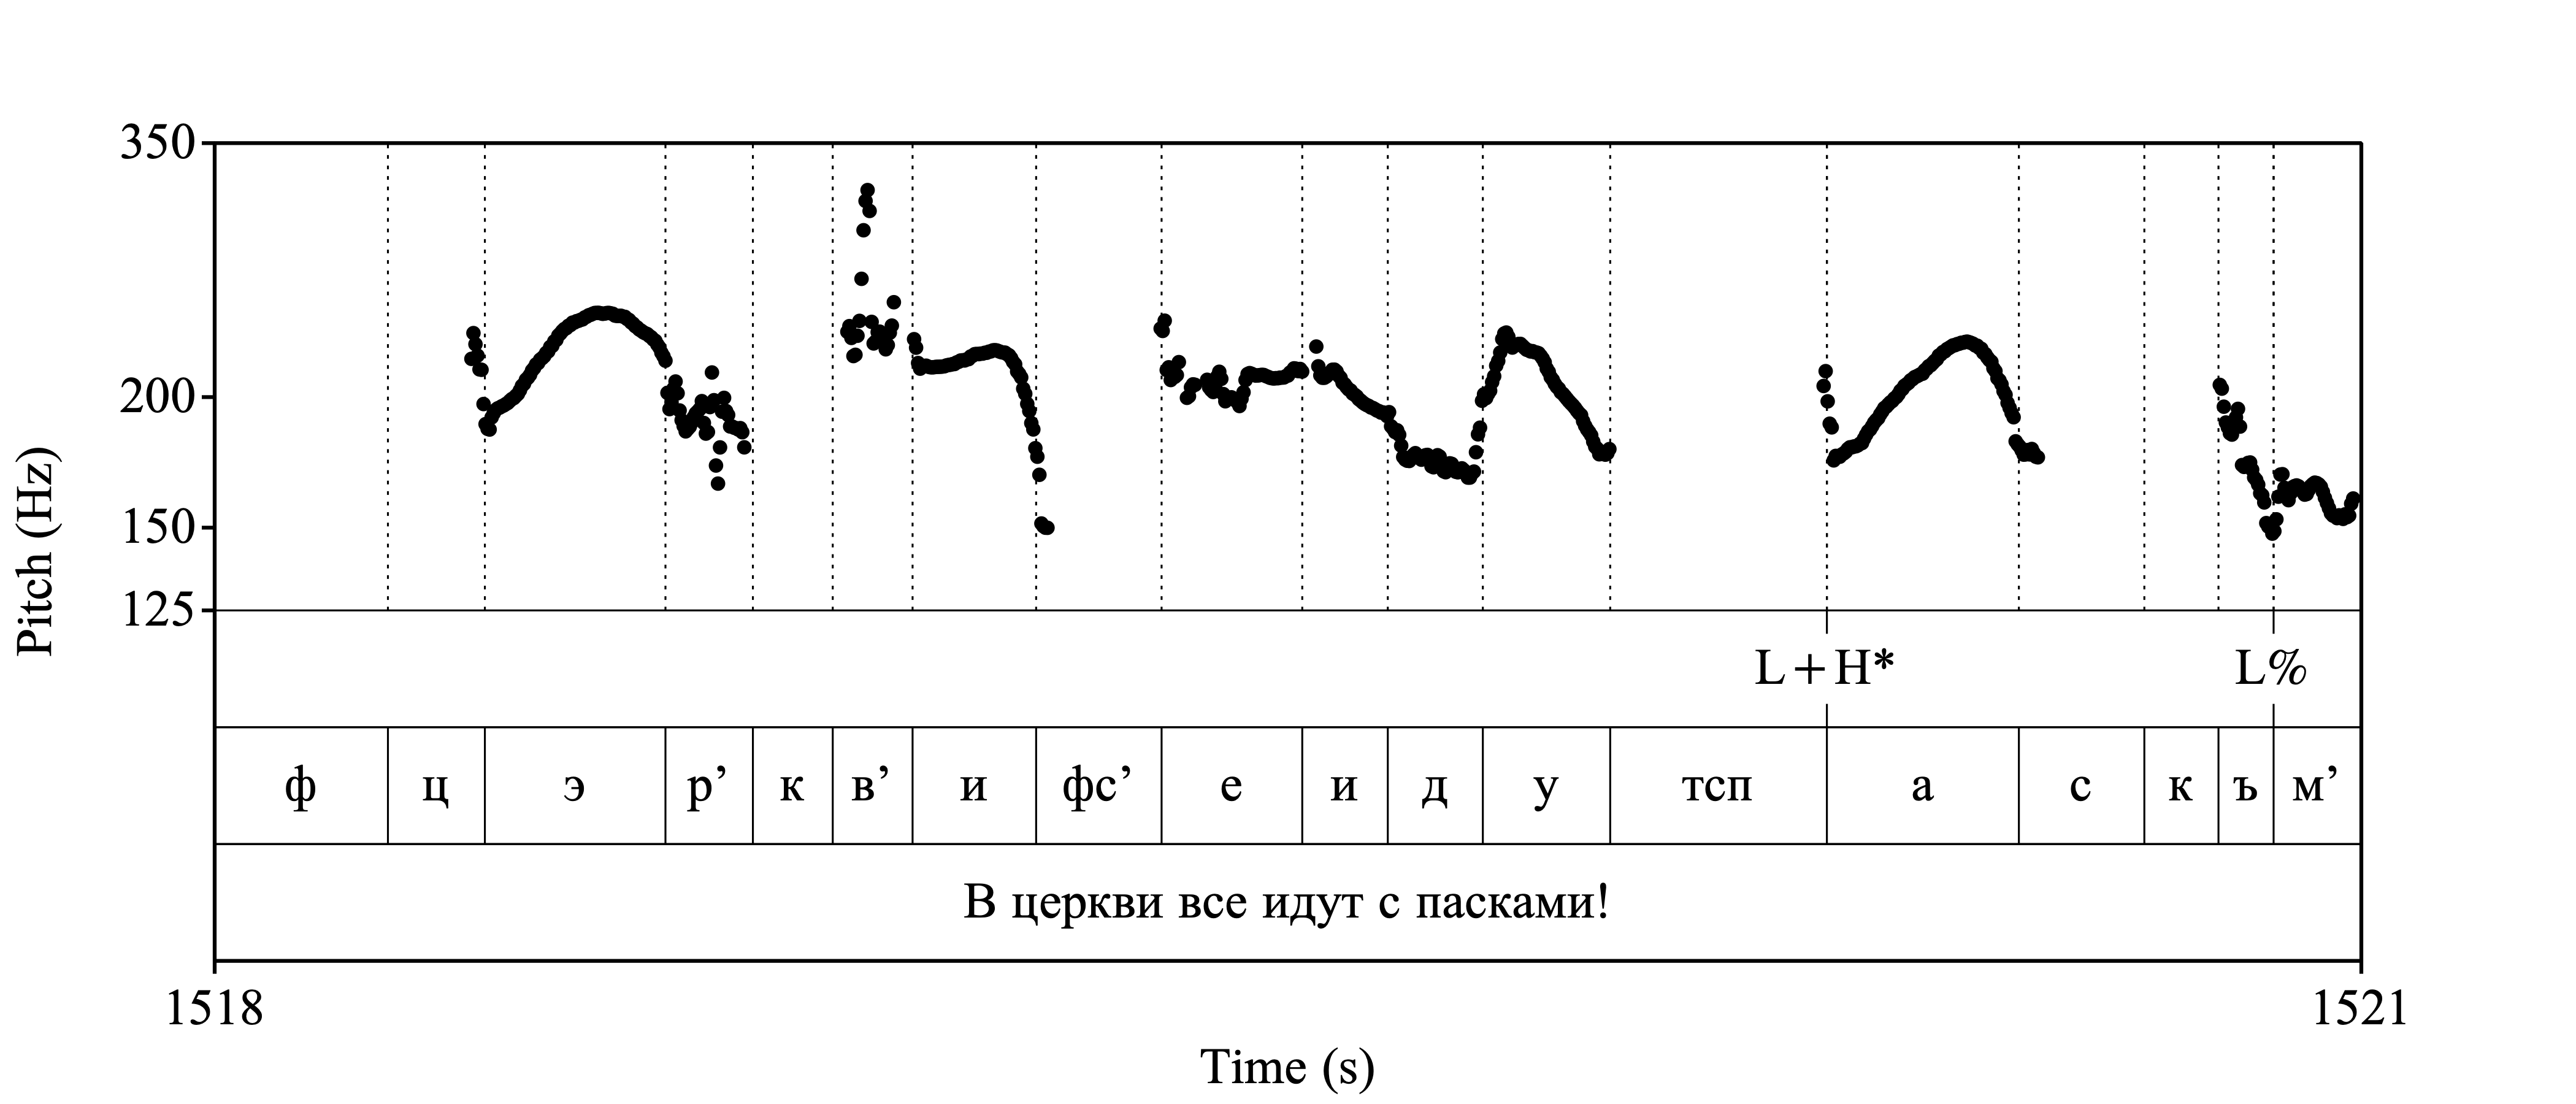 350
200
150
125
Pitch (Hz)
L+H* L%
ф ц э р’ к в’ и фс’ е и д у тсп а с к ъ м’
В церкви все идут с пасками!
1518 1521
Time (s)